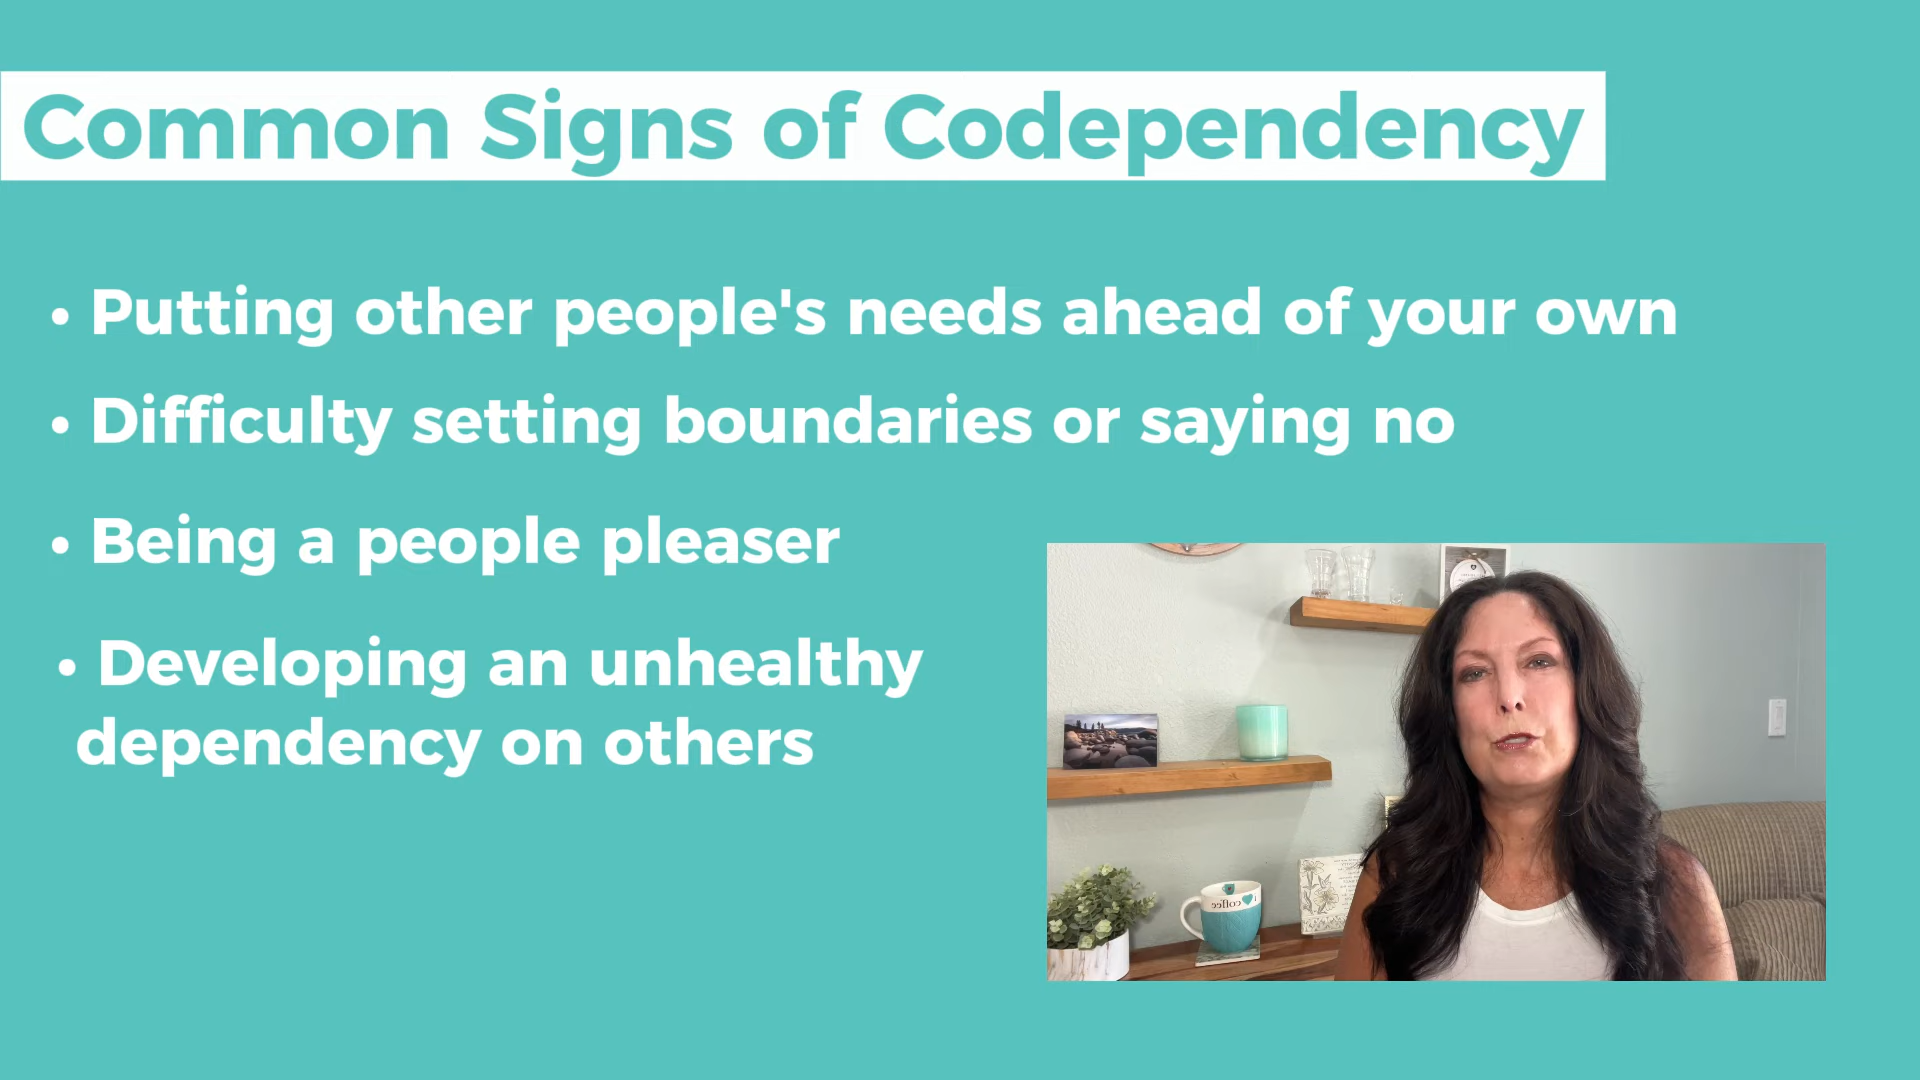 Common Signs of Codependency
• Putting other people's needs ahead of your own
• Difficulty setting boundaries or saying no
• Being a people pleaser
• Developing an unhealthy
dependency on others
i coffee